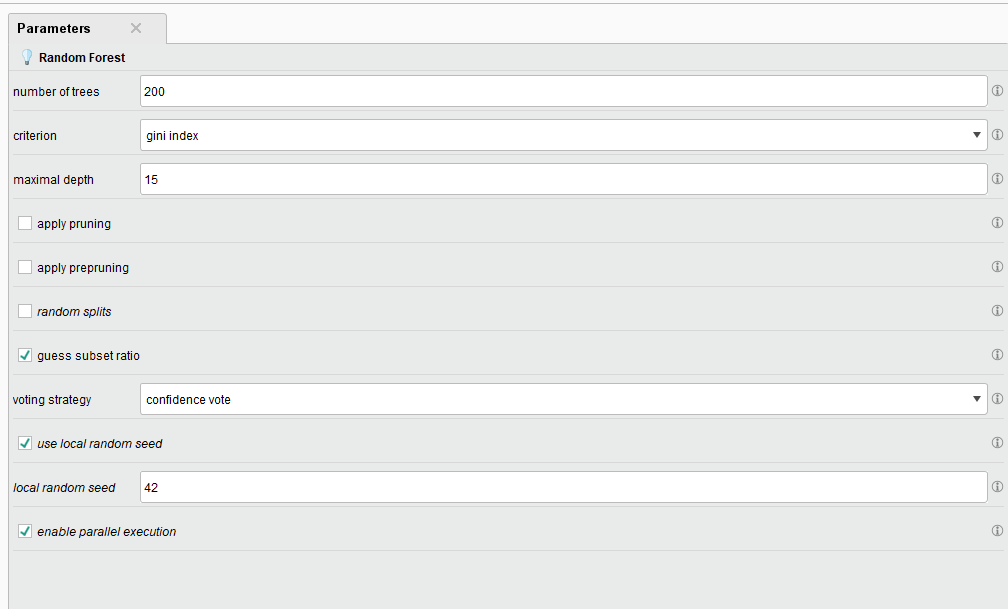 Parameters
Random Forest
number of trees 200
criterion gini index
maximal depth 15
apply pruning
apply prepruning
random splits
guess subset ratio
voting strategy confidence vote
use local random seed
local random seed 42
enable parallel execution